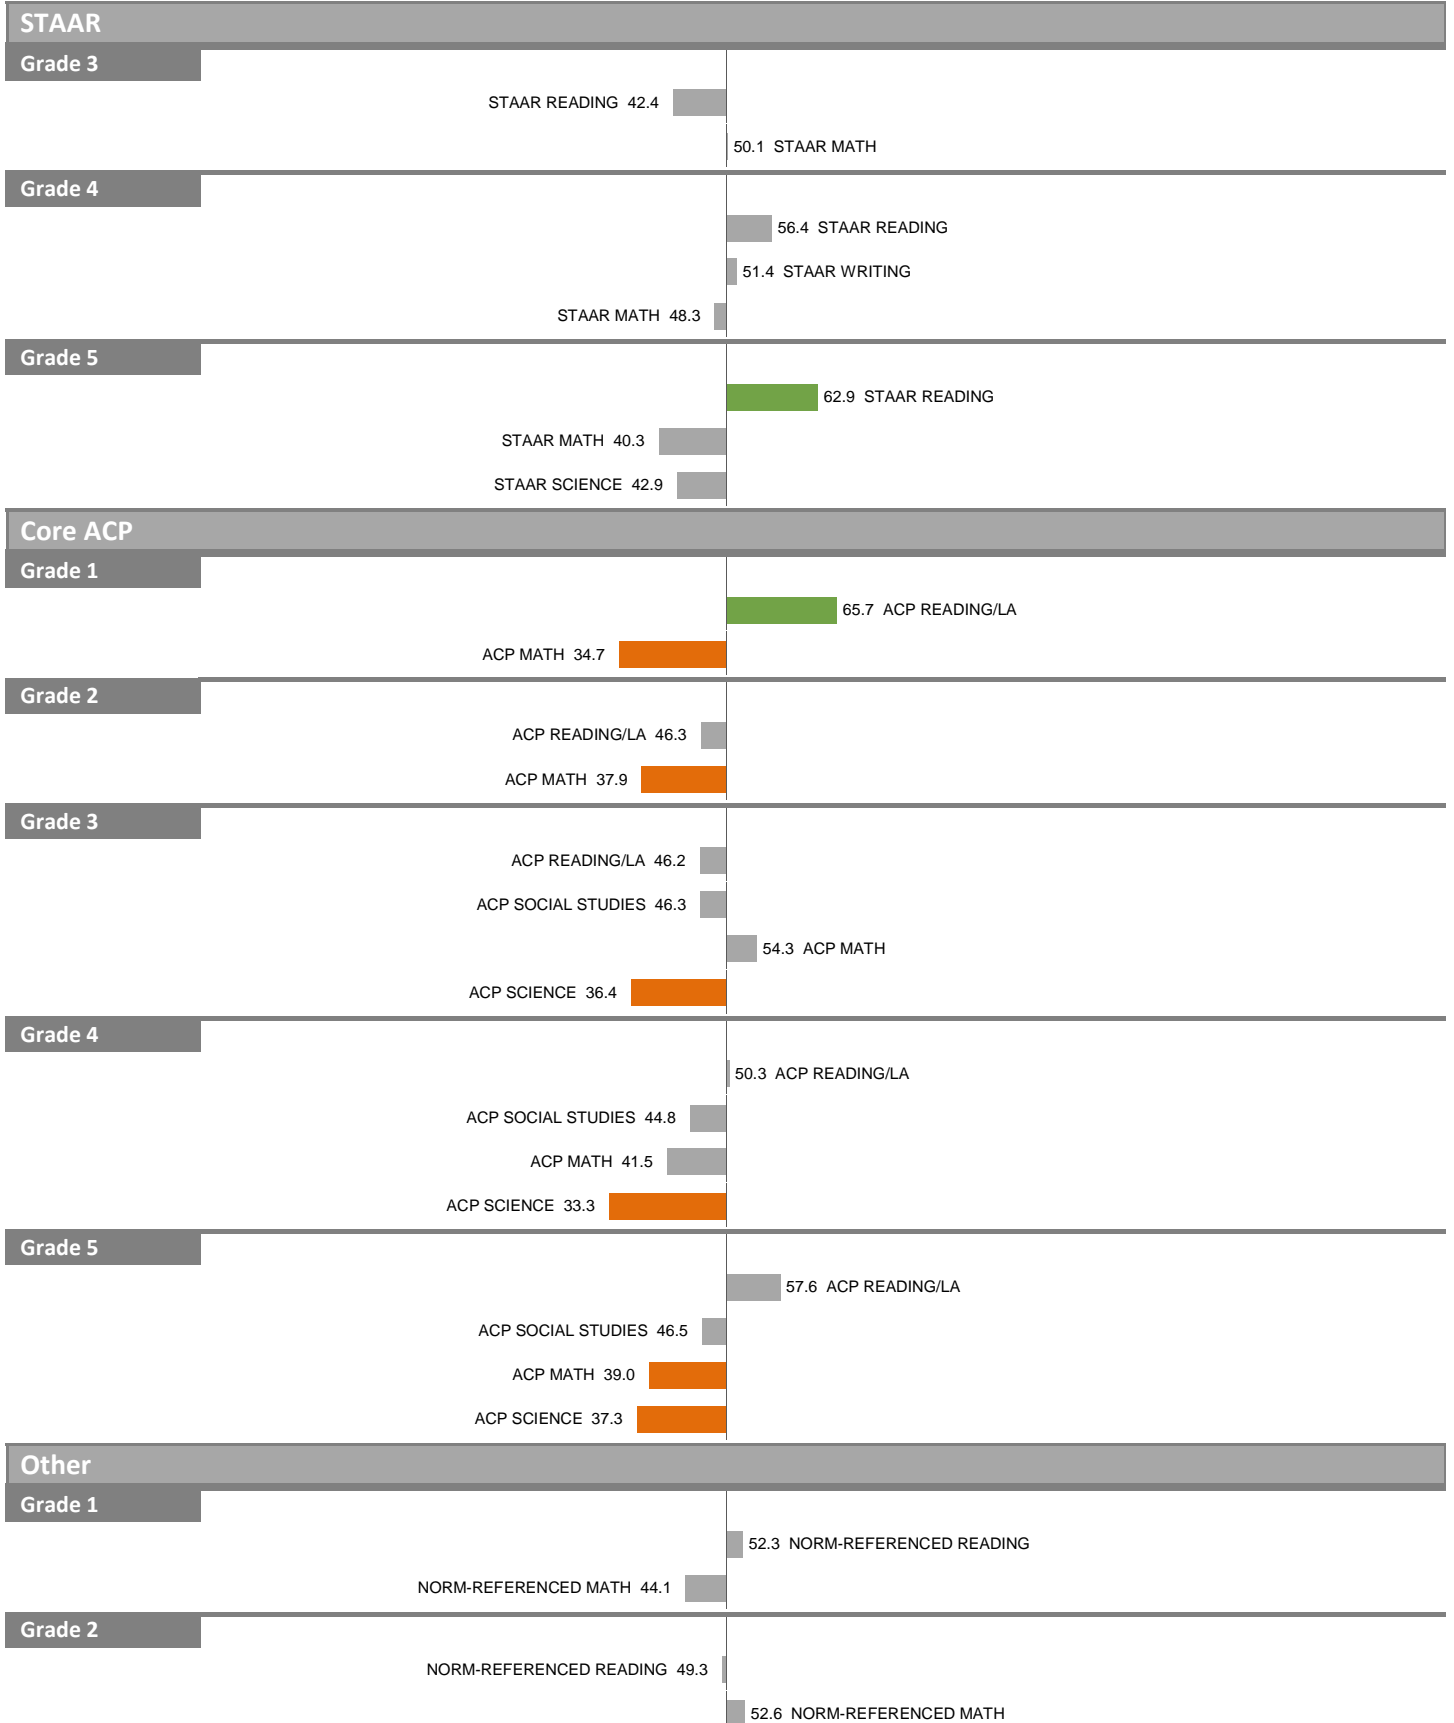 STAAR
Grade 3
STAAR READING 42.4
50.1 STAAR MATH
Grade 4
56.4 STAAR READING
51.4 STAAR WRITING
STAAR MATH 48.3
Grade 5
62.9 STAAR READING
STAAR MATH 40.3
STAAR SCIENCE 42.9
Core ACP
Grade 1
65.7 ACP READING/LA
ACP MATH 34.7
Grade 2
ACP READING/LA 46.3
ACP MATH 37.9
Grade 3
ACP READING/LA 46.2
ACP SOCIAL STUDIES 46.3
54.3 ACP MATH
ACP SCIENCE 36.4
Grade 4
50.3 ACP READING/LA
ACP SOCIAL STUDIES 44.8
ACP MATH 41.5
ACP SCIENCE 33.3
Grade 5
57.6 ACP READING/LA
ACP SOCIAL STUDIES 46.5
ACP MATH 39.0
ACP SCIENCE 37.3
Other
Grade 1
52.3 NORM-REFERENCED READING
NORM-REFERENCED MATH 44.1
Grade 2
NORM-REFERENCED READING 49.3
52.6 NORM-REFERENCED MATH